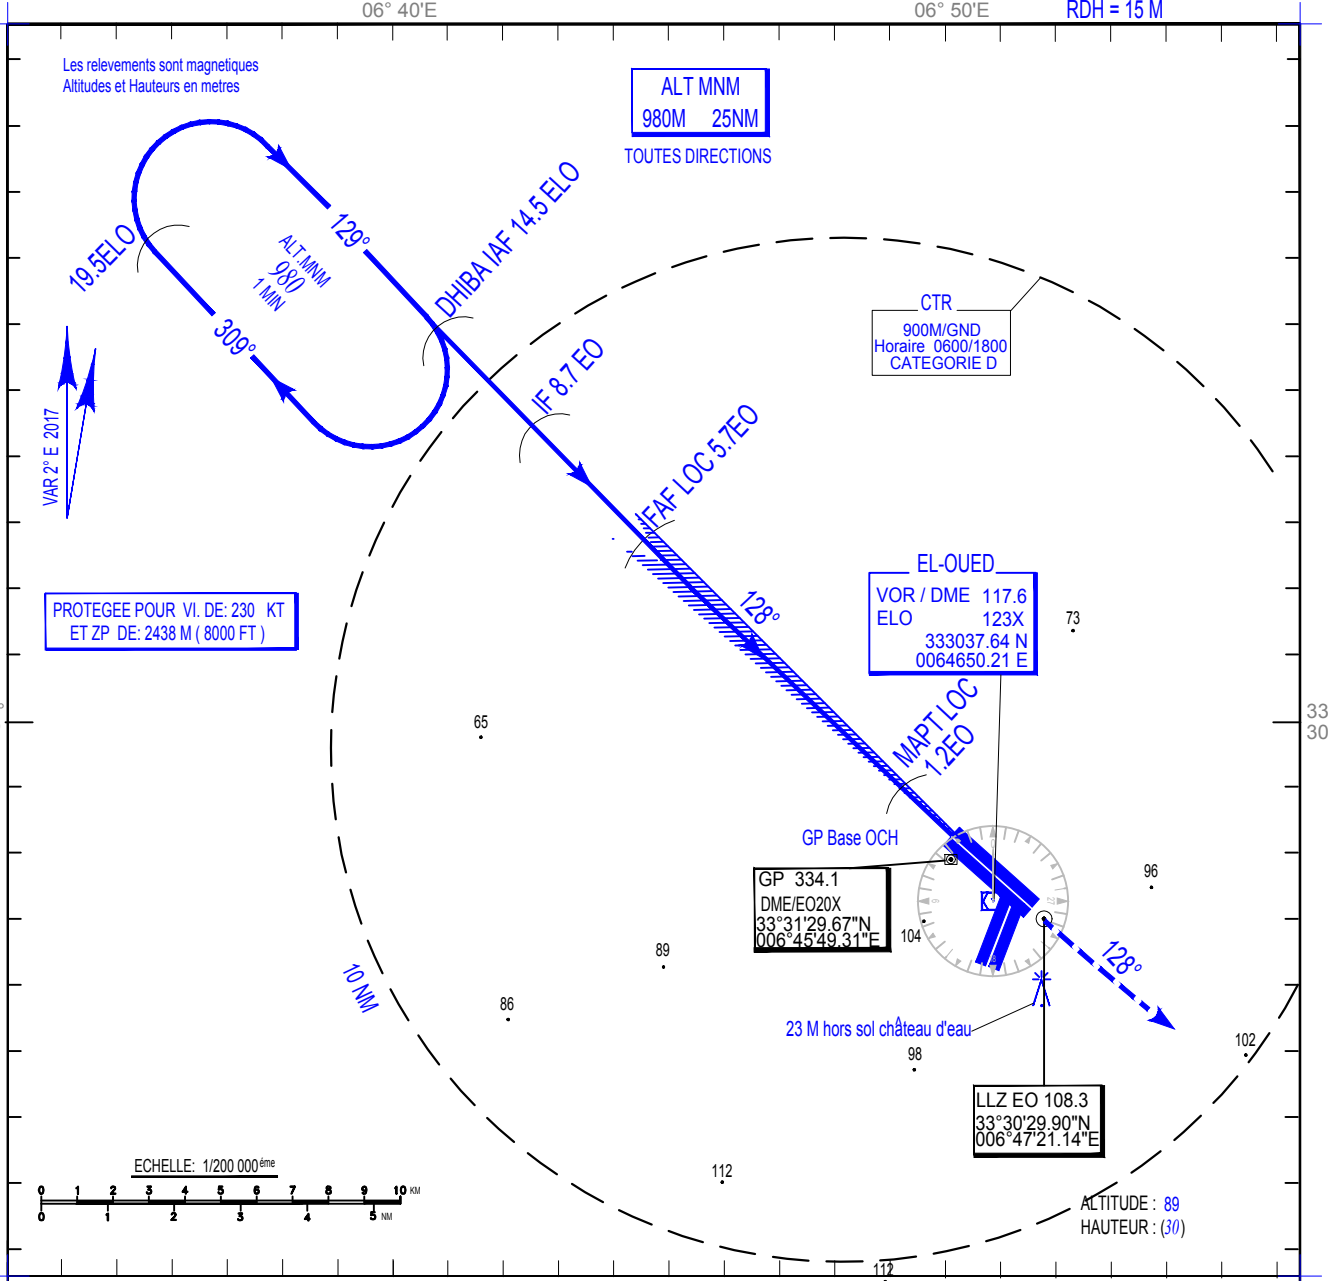 06° 40'E
06° 50'E
RDH = 15 M
Les relevements sont magnetiques
Altitudes et Hauteurs en metres
ALT MNM
980M 25NM
TOUTES DIRECTIONS
129°
DHIBA IAF 14.5 ELO
19.5ELO
ALT.MNM
980
1 MIN
309°
CTR
900M/GND
Horaire 0600/1800
CATEGORIE D
IF 8.7 EO
VAR 2° E 2017
FAF LOC 5.7EO
EL-OUED
VOR / DME 117.6
ELO 123X
333037.64 N
0064650.21 E
PROTEGEE POUR VI. DE: 230 KT
ET ZP DE: 2438 M ( 8000 FT )
128°
73
65
33
30
MAPT LOC
1.2EO
GP Base OCH
GP 334.1
DME/EO20X
33°31'29.67"N
006°45'49.31"E
96
104
89
128°
10 NM
86
23 M hors sol château d'eau
98
102
LLZ EO 108.3
33°30'29.90"N
006°47'21.14"E
ECHELLE: 1/200 000éme
0 1 2 3 4 5 6 7 8 9 10 KM
0 1 2 3 4 5 NM
112
ALTITUDE : 89
HAUTEUR : (30)
112